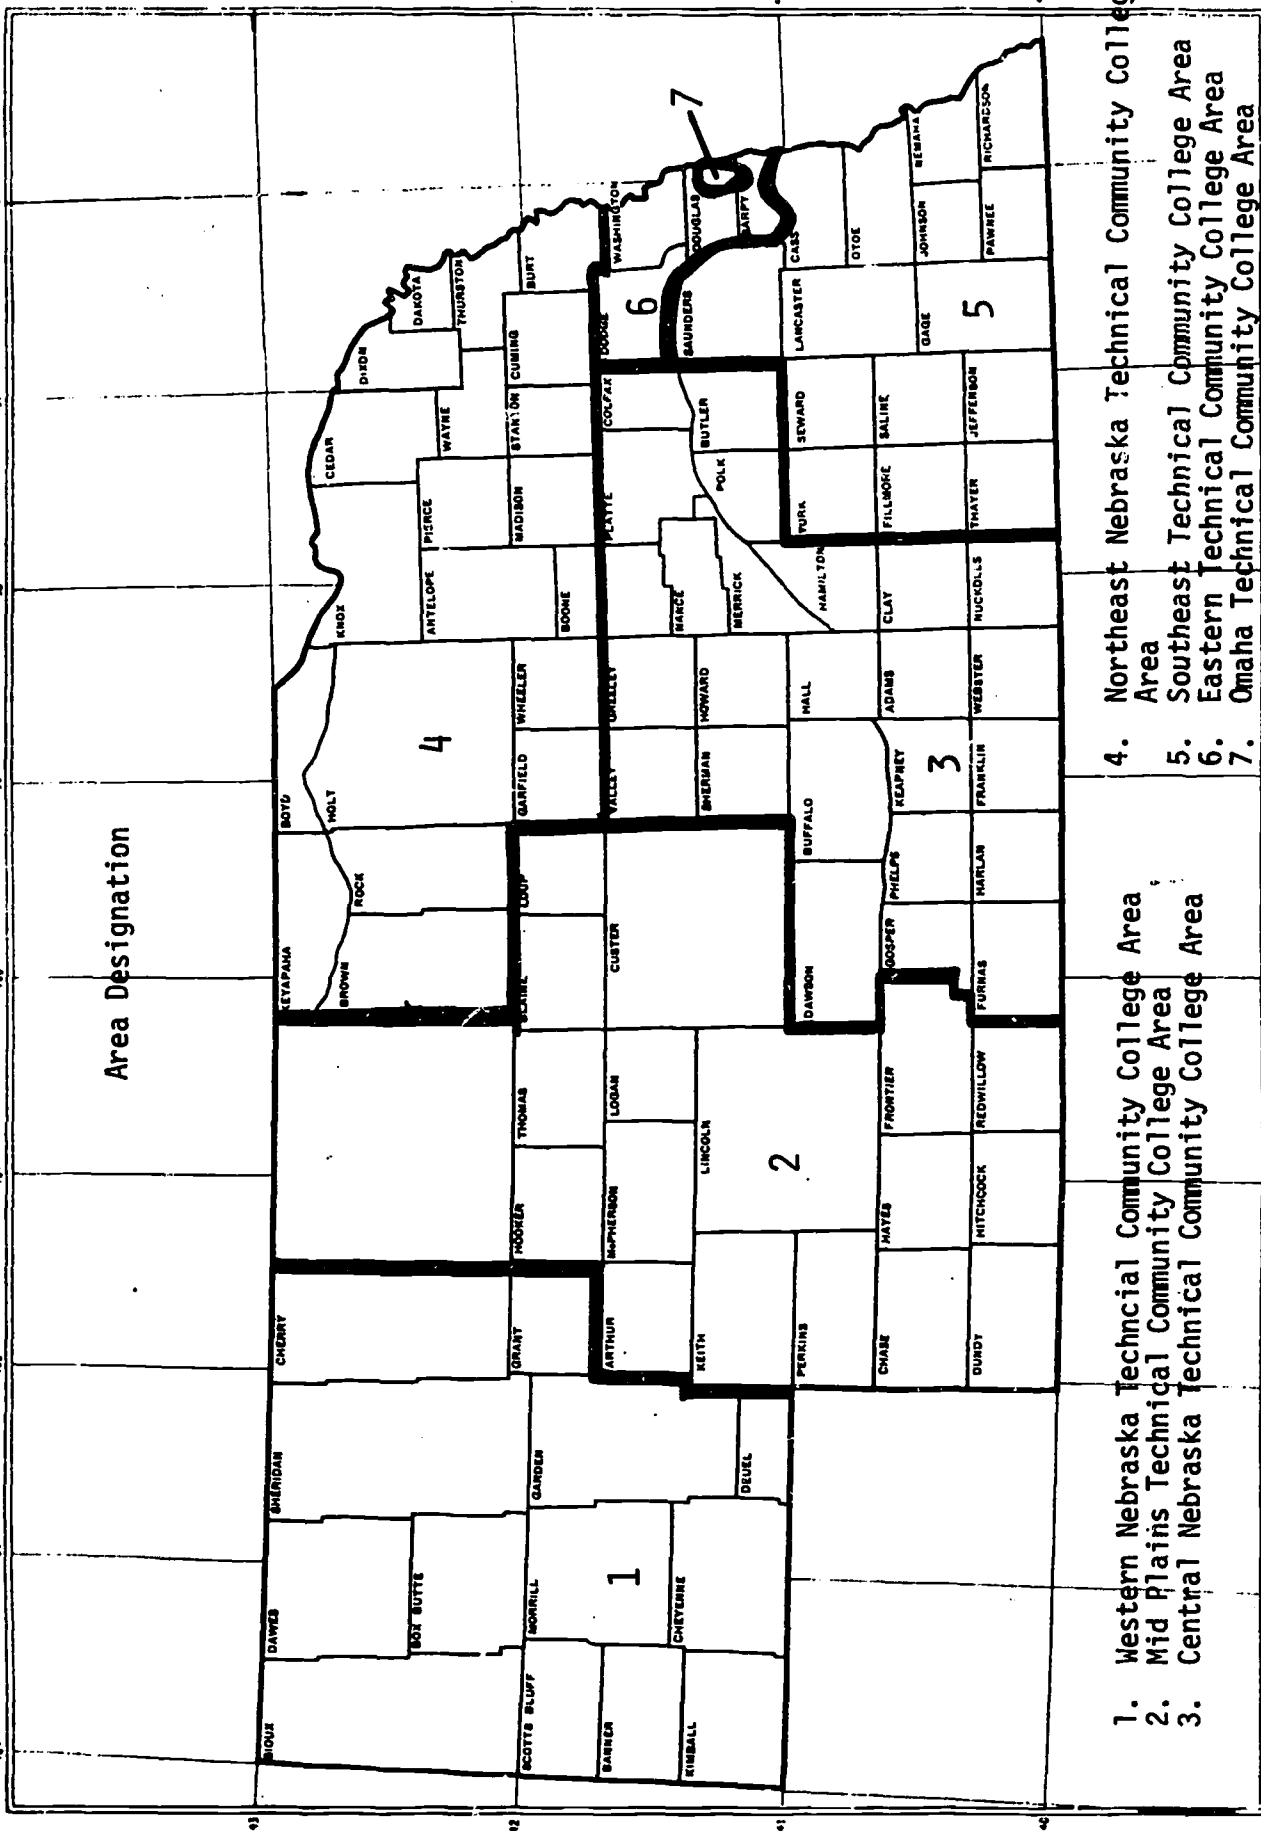 Area Designation
43
42
41
40
SIOUX
DAWES
SHERIDAN
CHERRY
KEYAPAHA
BOYD
KNOX
CEDAR
DIXON
DAKOTA
BOX BUTTE
BROWN
ROCK
HOLT
ANTELOPE
PIERCE
WAYNE
THURSTON
4
SCOTTS BLUFF
MORRILL
GARDEN
GRANT
HOOKER
THOMAS
BLAINE
LOUP
GARFIELD
WHEELER
BOONE
MADISON
STANTON
CUMING
BURT
BANNER
1
ARTHUR
McPHERSON
LOGAN
CUSTER
VALLEY
GREELEY
NANCE
PLATTE
COLFAX
DODGE
WASHINGTON
6
7
KIMBALL
CHEYENNE
DEUEL
KEITH
LINCOLN
SHERMAN
HOWARD
MERRICK
POLK
BUTLER
SAUNDERS
DOUGLAS
SARPY
PERKINS
2
DAWSON
BUFFALO
HALL
HAMILTON
YORK
SEWARD
LANCASTER
CASS
OTOE
CHASE
HAYES
FRONTIER
GOSPER
PHELPS
KEARNEY
ADAMS
CLAY
FILLMORE
SALINE
GAGE
JOHNSON
NEMAHA
3
5
DUNDY
HITCHCOCK
REDWILLOW
FURNAS
HARLAN
FRANKLIN
WEBSTER
NUCKOLLS
THAYER
JEFFERSON
PAWNEE
RICHARDSON
1. Western Nebraska Techncial Community College Area
2. Mid Plains Technical Community College Area
3. Central Nebraska Technical Community College Area
4. Northeast Nebraska Technical Community Colleg
Area
5. Southeast Technical Community College Area
6. Eastern Technical Community College Area
7. Omaha Technical Community College Area